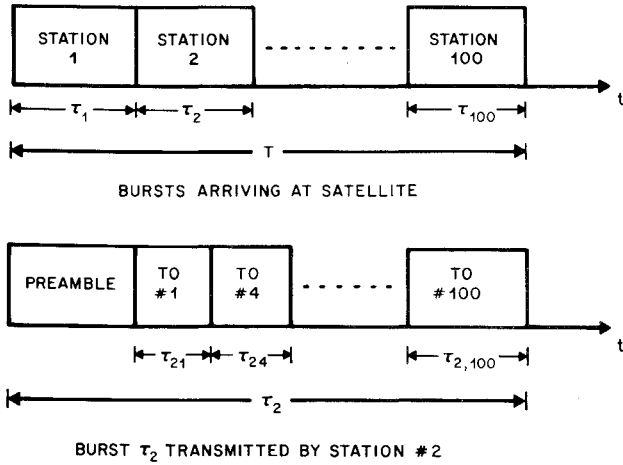 STATION 1
STATION 2
STATION 100
t
τ1
τ2
τ100
T
BURSTS ARRIVING AT SATELLITE
PREAMBLE
TO #1
TO #4
TO #100
t
τ21
τ24
τ2,100
τ2
BURST τ2 TRANSMITTED BY STATION #2